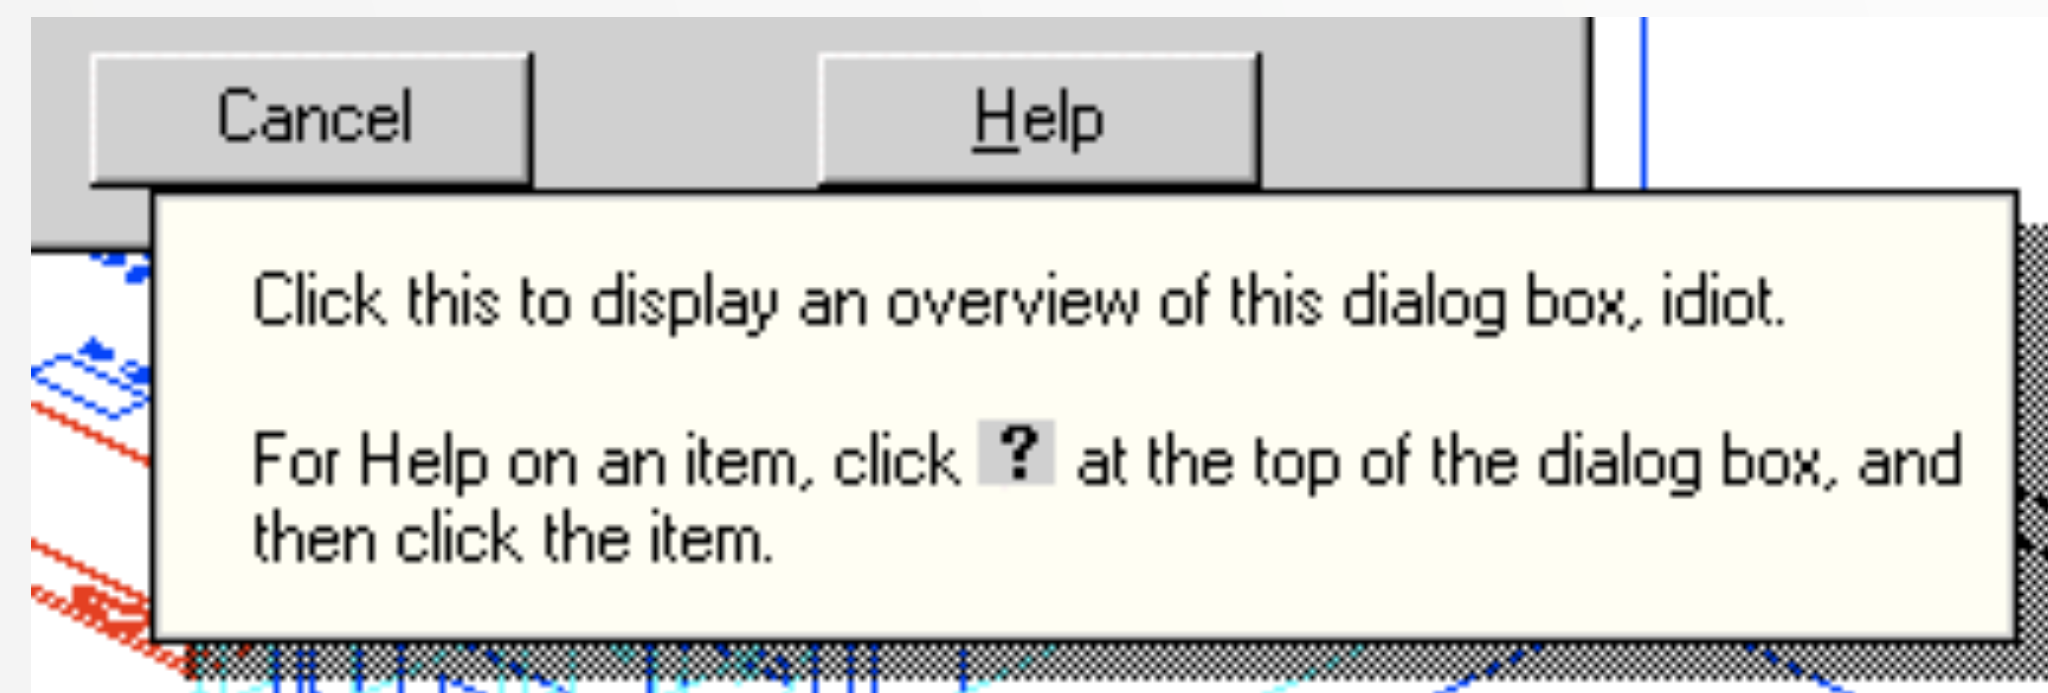 Cancel
Help
Click this to display an overview of this dialog box, idiot.
For Help on an item, click ? at the top of the dialog box, and
then click the item.